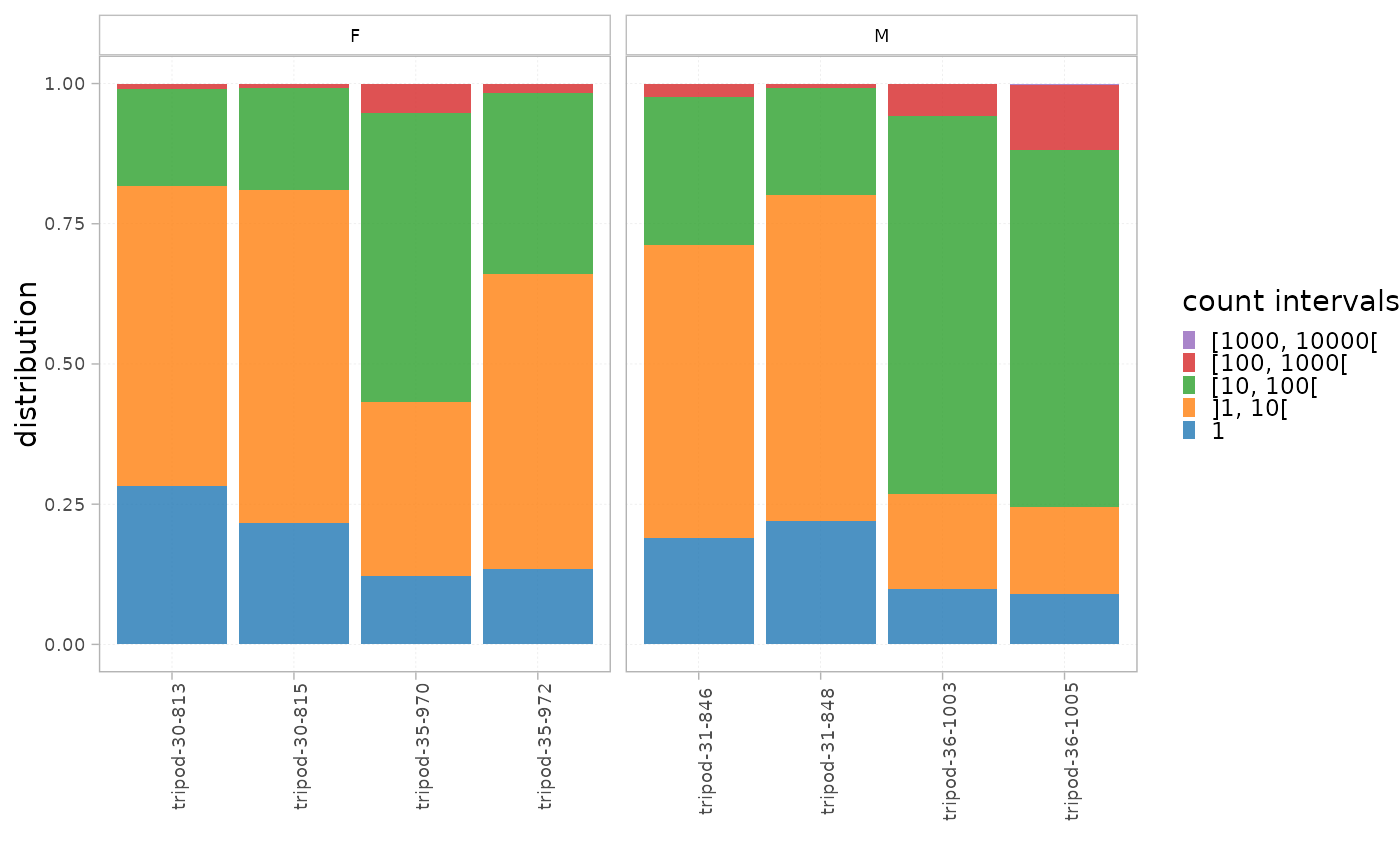 F
M
1.00
0.75
0.50
0.25
0.00
distribution
tripod-30-813
tripod-30-815
tripod-35-970
tripod-35-972
tripod-31-846
tripod-31-848
tripod-36-1003
tripod-36-1005
count intervals
[1000, 10000[
[100, 1000[
[10, 100[
]1, 10[
1